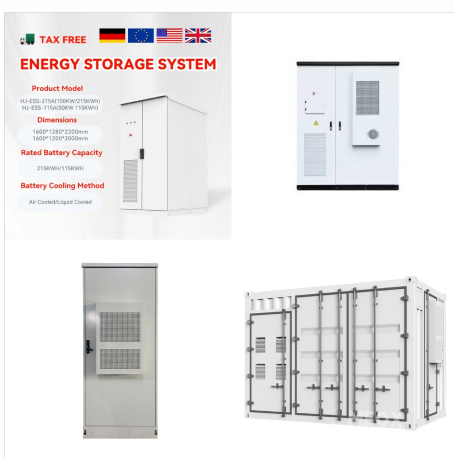 TAX FREE
ENERGY STORAGE SYSTEM
Product Model
HJ-ESS-215A(100KW/215KWh)
HJ-ESS-115A(50KW 115KWh)
Dimensions
1600*1280*2200mm
1600*1200*2000mm
Rated Battery Capacity
215KWH/115KWH
Battery Cooling Method
Air Cooled/Liquid Cooled